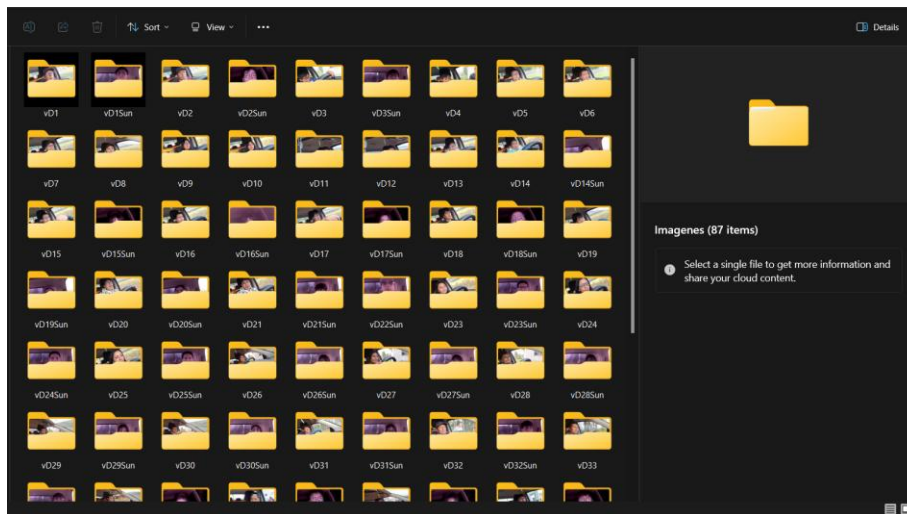 Sort
View
Details
vD1 vD1Sun vD2 vD2Sun vD3 vD3Sun vD4 vD5 vD6
vD7 vD8 vD9 vD10 vD11 vD12 vD13 vD14 vD14Sun
vD15 vD15Sun vD16 vD16Sun vD17 vD17Sun vD18 vD18Sun vD19
vD19Sun vD20 vD20Sun vD21 vD21Sun vD22Sun vD23 vD23Sun vD24
vD24Sun vD25 vD25Sun vD26 vD26Sun vD27 vD27Sun vD28 vD28Sun
vD29 vD29Sun vD30 vD30Sun vD31 vD31Sun vD32 vD32Sun vD33
Imagenes (87 items)
Select a single file to get more information and
share your cloud content.